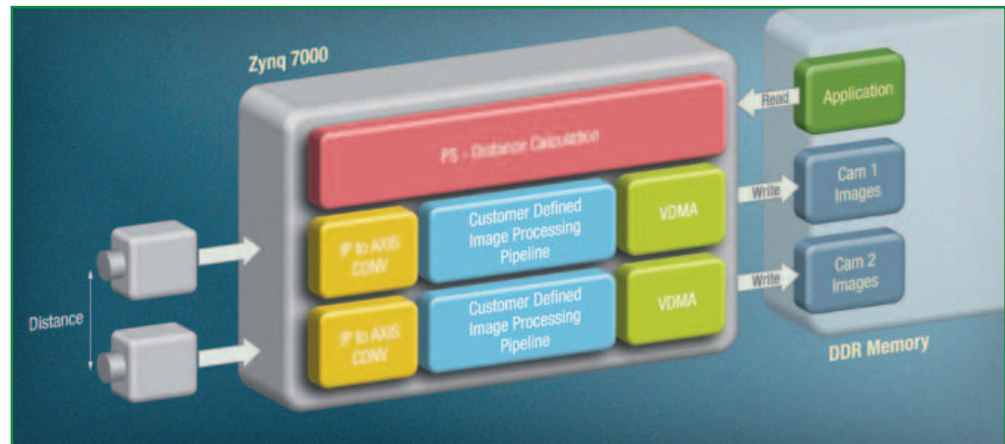 Zynq 7000
PS - Distance Calculation
Read
Application
IP to AXIS
CONV
Customer Defined
Image Processing
Pipeline
VDMA
Write
Cam 1
Images
IP to AXIS
CONV
Customer Defined
Image Processing
Pipeline
VDMA
Write
Cam 2
Images
Distance
DDR Memory